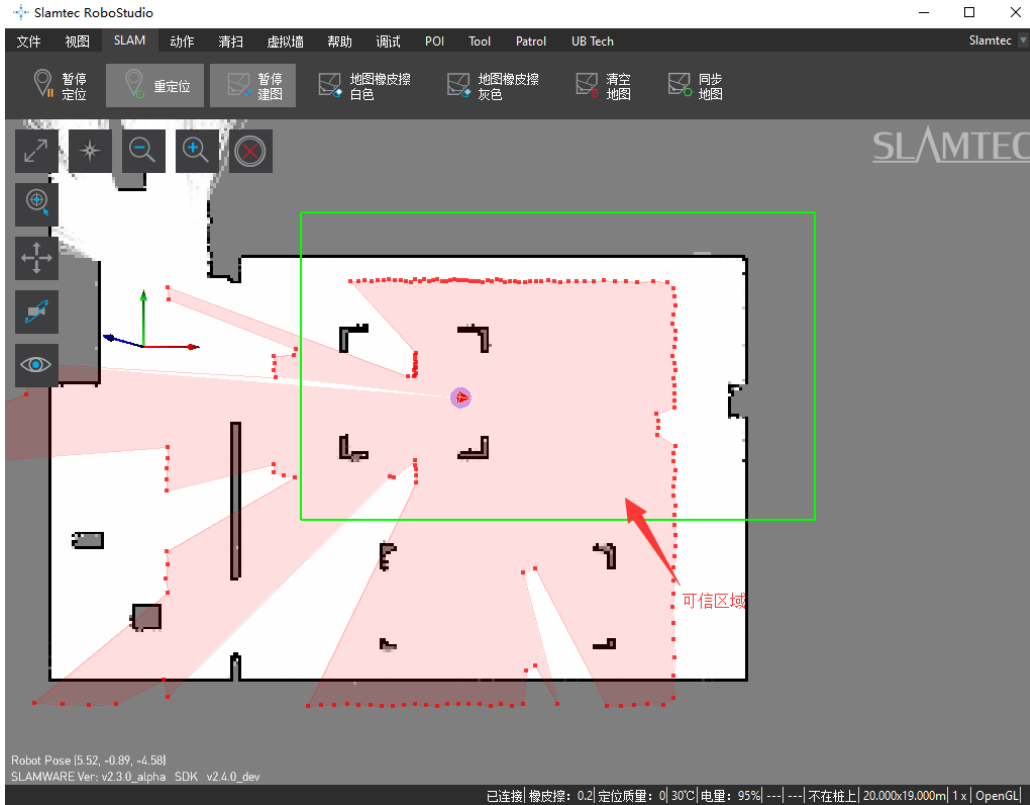 Slamtec RoboStudio
文件 视图 SLAM 动作 清扫 虚拟墙 帮助 调试 POI Tool Patrol UB Tech Slamtec
暂停定位
重定位
暂停建图
地图橡皮擦白色
地图橡皮擦灰色
清空地图
同步地图
SLAMTEC
可信区域
Robot Pose [5.52, -0.89, -4.58]
SLAMWARE Ver: v2.3.0_alpha SDK v2.4.0_dev
已连接| 橡皮擦: 0.2| 定位质量: 0| 30℃| 电量: 95%| ---| ---| 不在桩上| 20.000x19.000m| 1 x| OpenGL|